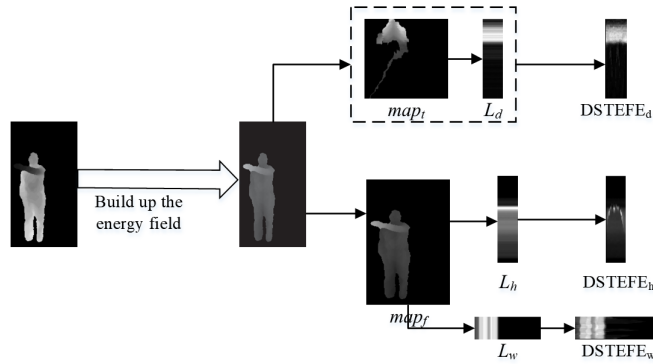 map_t
L_d
DSTEFE_d
Build up the
energy field
L_h
DSTEFE_h
map_f
L_w
DSTEFE_w